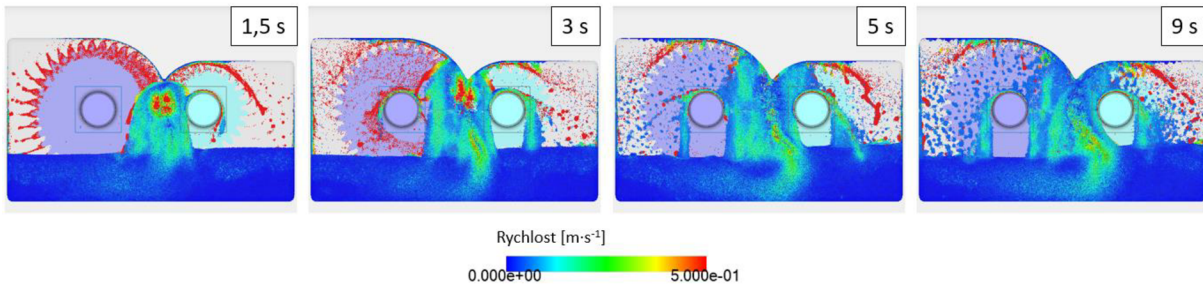 1,5 s
3 s
5 s
9 s
Rychlost [m·s⁻¹]
0.000e+00
5.000e-01